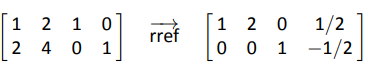 [1 2 1 0; 2 4 0 1] →rref [1 2 0 1/2; 0 0 1 −1/2]